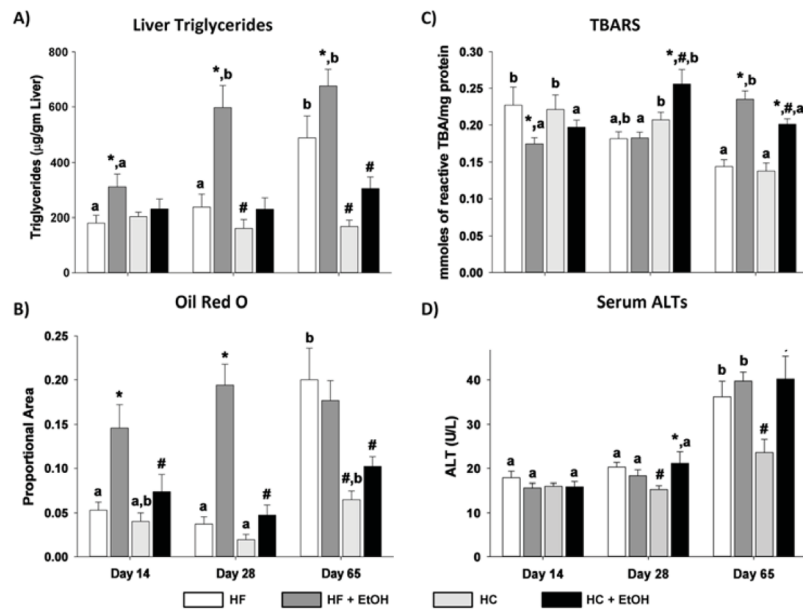 A)
Liver Triglycerides
Triglycerides (µg/gm Liver)
800
600
400
200
0
a
*,a
a
*,b
#
b
*,b
#
#
B)
Oil Red O
Proportional Area
0.25
0.20
0.15
0.10
0.05
0.00
a
*
a,b
#
a
*
a
#
b
#,b
#
Day 14
Day 28
Day 65
C)
TBARS
mmoles of reactive TBA/mg protein
0.30
0.25
0.20
0.15
0.10
0.05
0.00
b
*,a
b
a
a,b
a
b
*,#,b
a
*,b
a
*,#,a
D)
Serum ALTs
ALT (U/L)
40
20
0
a
a
a
a
a
#
*,a
b
b
#
Day 14
Day 28
Day 65
HF
HF + EtOH
HC
HC + EtOH